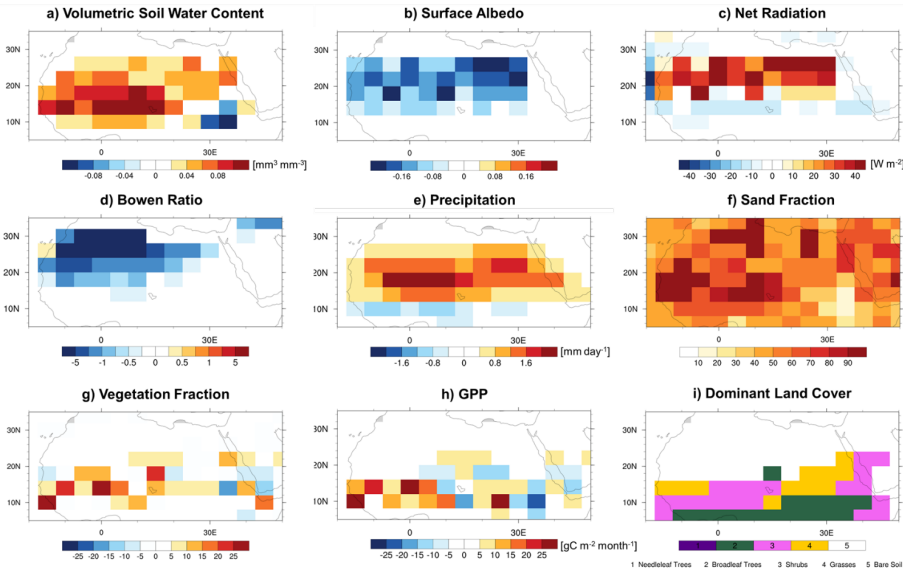 a) Volumetric Soil Water Content
b) Surface Albedo
c) Net Radiation
30N
20N
10N
0
30E
30N
20N
10N
0
30E
30N
20N
10N
0
30E
-0.08 -0.04 0 0.04 0.08 [mm³ mm⁻³]
-0.16 -0.08 0 0.08 0.16
-40 -30 -20 -10 0 10 20 30 40 [W m⁻²]
d) Bowen Ratio
e) Precipitation
f) Sand Fraction
30N
20N
10N
0
30E
30N
20N
10N
0
30E
30N
20N
10N
0
30E
-5 -1 -0.5 0 0.5 1 5
-1.6 -0.8 0 0.8 1.6 [mm day⁻¹]
10 20 30 40 60 70 80 90
g) Vegetation Fraction
h) GPP
i) Dominant Land Cover
30N
20N
10N
0
30E
30N
20N
10N
0
30E
30N
20N
10N
0
30E
-25 -20 -15 -10 -5 0 5 10 15 20 25
-25 -20 -15 -10 -5 0 5 10 15 20 25 [gC m⁻² month⁻¹]
1 2 3 4 5
1 Needleleaf Trees 2 Broadleaf Trees 3 Shrubs 4 Grasses 5 Bare Soil